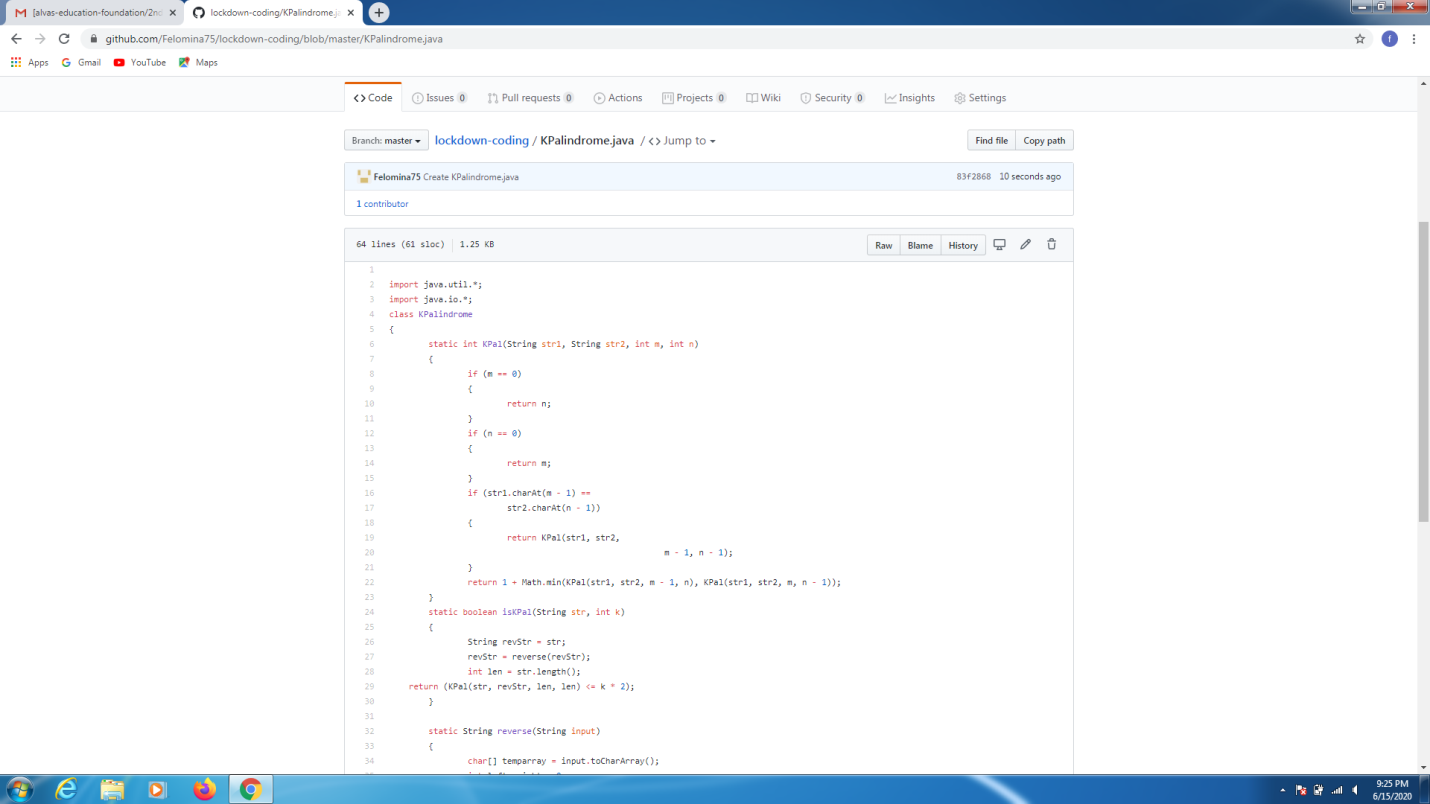 [alvas-education-foundation/2nd
lockdown-coding/KPalindrome.ja
github.com/Felomina75/lockdown-coding/blob/master/KPalindrome.java
f
Apps Gmail YouTube Maps
Code Issues 0 Pull requests 0 Actions Projects 0 Wiki Security 0 Insights Settings
Branch: master lockdown-coding / KPalindrome.java / <> Jump to Find file Copy path
Felomina75 Create KPalindrome.java 83f2868 10 seconds ago
1 contributor
64 lines (61 sloc) 1.25 KB Raw Blame History
1
2 import java.util.*;
3 import java.io.*;
4 class KPalindrome
5 {
6 static int KPal(String str1, String str2, int m, int n)
7 {
8 if (m == 0)
9 {
10 return n;
11 }
12 if (n == 0)
13 {
14 return m;
15 }
16 if (str1.charAt(m - 1) ==
17 str2.charAt(n - 1))
18 {
19 return KPal(str1, str2,
20 m - 1, n - 1);
21 }
22 return 1 + Math.min(KPal(str1, str2, m - 1, n), KPal(str1, str2, m, n - 1));
23 }
24 static boolean isKPal(String str, int k)
25 {
26 String revStr = str;
27 revStr = reverse(revStr);
28 int len = str.length();
29 return (KPal(str, revStr, len, len) <= k * 2);
30 }
31
32 static String reverse(String input)
33 {
34 char[] temparray = input.toCharArray();
9:25 PM
6/15/2020